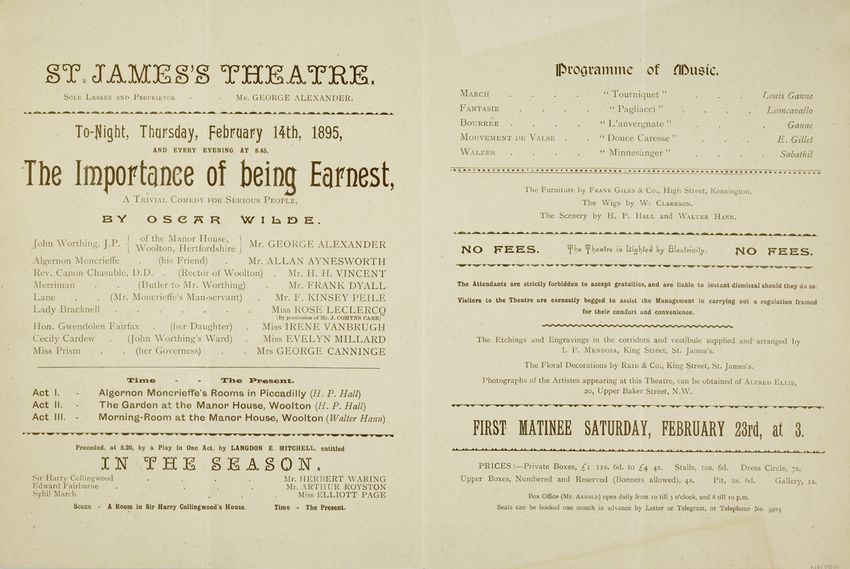 ST. JAMES'S THEATRE.
SOLE LESSEE AND PROPRIETOR - - MR. GEORGE ALEXANDER.
To-Night, Thursday, February 14th, 1895,
AND EVERY EVENING AT 8.45,
The Importance of being Earnest,
A TRIVIAL COMEDY FOR SERIOUS PEOPLE,
BY OSCAR WILDE.
John Worthing, J.P. { of the Manor House, Woolton, Hertfordshire } Mr. GEORGE ALEXANDER
Algernon Moncrieffe (his Friend) . Mr. ALLAN AYNESWORTH
Rev. Canon Chasuble, D.D. . (Rector of Woolton) . Mr. H. H. VINCENT
Merriman . . (Butler to Mr. Worthing) . Mr. FRANK DYALL
Lane . (Mr. Moncrieffe's Man-servant) . Mr. F. KINSEY PEILE
Lady Bracknell . . . . . . Miss ROSE LECLERCQ
(By permission of Mr. J. COMYNS CARR)
Hon. Gwendolen Fairfax . (her Daughter) . Miss IRENE VANBRUGH
Cecily Cardew . (John Worthing's Ward) . Miss EVELYN MILLARD
Miss Prism . . (her Governess) . Mrs GEORGE CANNINGE
Time - - The Present.
Act I. - Algernon Moncrieffe's Rooms in Piccadilly (H. P. Hall)
Act II. - The Garden at the Manor House, Woolton (H. P. Hall)
Act III. - Morning-Room at the Manor House, Woolton (Walter Hann)
Preceded, at 8.20, by a Play in One Act, by LANGDON E. MITCHELL, entitled
IN THE SEASON.
Sir Harry Collingwood . . . . Mr. HERBERT WARING
Edward Fairburne . . . . Mr. ARTHUR ROYSTON
Sybil March . . . . Miss ELLIOTT PAGE
Scene - A Room in Sir Harry Collingwood's House. Time - The Present.
Programme of Music.
MARCH . . . . "Tourniquet" . . . Louis Ganne
FANTASIE . . . . "Pagliacci" . . . Leoncavallo
BOURRÉE . . . . "L'auvergnate" . . . Ganne
MOUVEMENT DE VALSE . . "Douce Caresse" . . . E. Gillet
WALZER . . . . "Minnesänger" . . . Sabathil
The Furniture by FRANK GILES & Co., High Street, Kensington.
The Wigs by W. CLARKSON.
The Scenery by H. P. HALL and WALTER HANN.
NO FEES. The Theatre is Lighted by Electricity. NO FEES.
The Attendants are strictly forbidden to accept gratuities, and are liable to instant dismissal should they do so.
Visitors to the Theatre are earnestly begged to assist the Management in carrying out a regulation framed
for their comfort and convenience.
The Etchings and Engravings in the corridors and vestibule supplied and arranged by
I. P. MENDOZA, King Street, St. James's.
The Floral Decorations by REID & Co., King Street, St. James's.
Photographs of the Artistes appearing at this Theatre, can be obtained of ALFRED ELLIS,
20, Upper Baker Street, N.W.
FIRST MATINEE SATURDAY, FEBRUARY 23rd, at 3.
PRICES:—Private Boxes, £1 11s. 6d. to £4 4s. Stalls, 10s. 6d. Dress Circle, 7s.
Upper Boxes, Numbered and Reserved (Bonnets allowed), 4s. Pit, 2s. 6d. Gallery, 1s.
Box Office (Mr. ARNOLD) open daily from 10 till 5 o'clock, and 8 till 10 p.m.
Seats can be booked one month in advance by Letter or Telegram, or Telephone No. 3903.